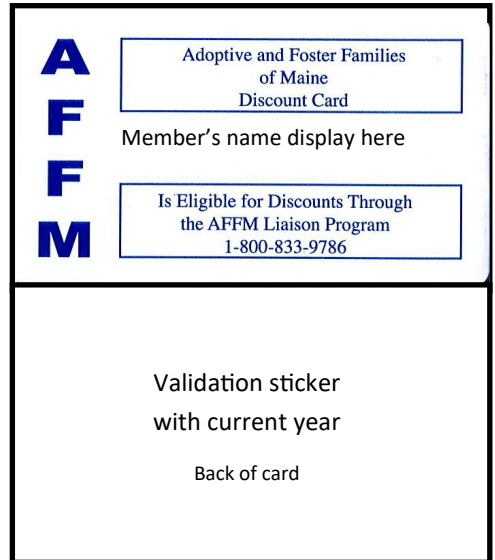 A
F
F
M
Adoptive and Foster Families
of Maine
Discount Card
Member's name display here
Is Eligible for Discounts Through
the AFFM Liaison Program
1-800-833-9786
Validation sticker
with current year
Back of card